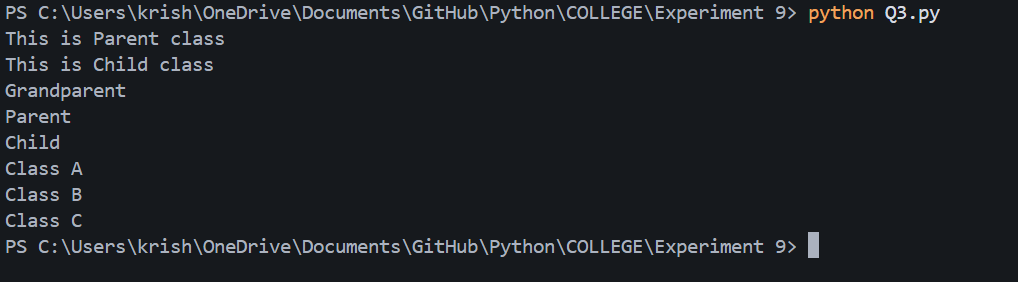 PS C:\Users\krish\OneDrive\Documents\GitHub\Python\COLLEGE\Experiment 9> python Q3.py
This is Parent class
This is Child class
Grandparent
Parent
Child
Class A
Class B
Class C
PS C:\Users\krish\OneDrive\Documents\GitHub\Python\COLLEGE\Experiment 9>